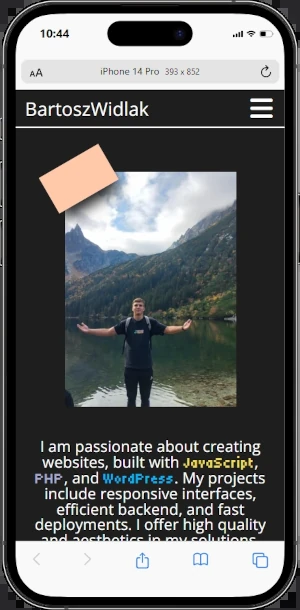 10:44
AA
iPhone 14 Pro 393 x 852
BartoszWidlak
I am passionate about creating
websites, built with JavaScript,
PHP, and WordPress. My projects
include responsive interfaces,
efficient backend, and fast
deployments. I offer high quality
and aesthetics in my solutions.